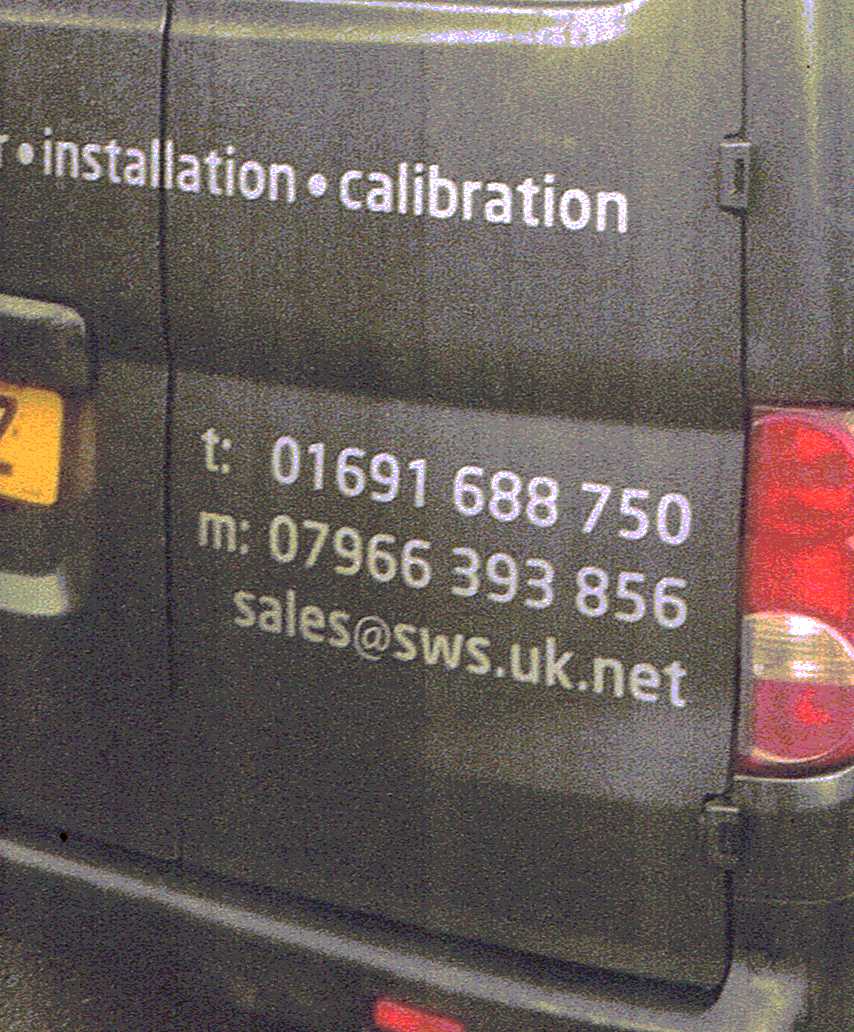 • installation • calibration
t: 01691 688 750
m: 07966 393 856
sales@sws.uk.net